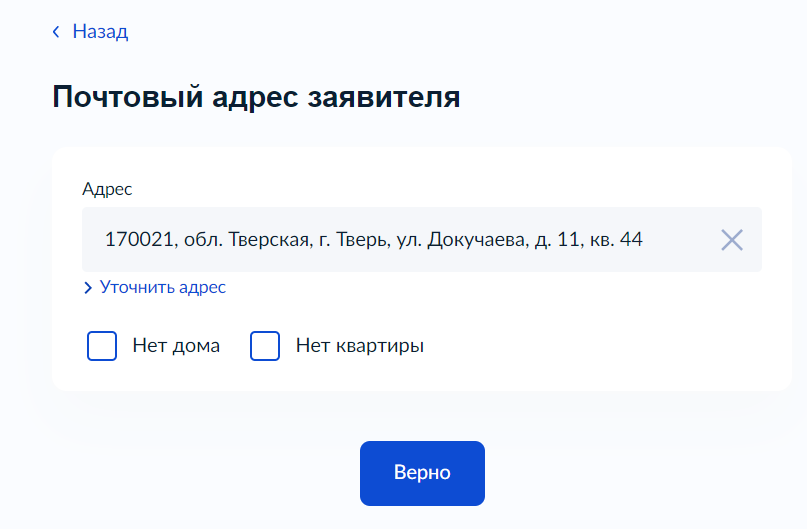 Назад
Почтовый адрес заявителя
Адрес
170021, обл. Тверская, г. Тверь, ул. Докучаева, д. 11, кв. 44
Уточнить адрес
Нет дома Нет квартиры
Верно